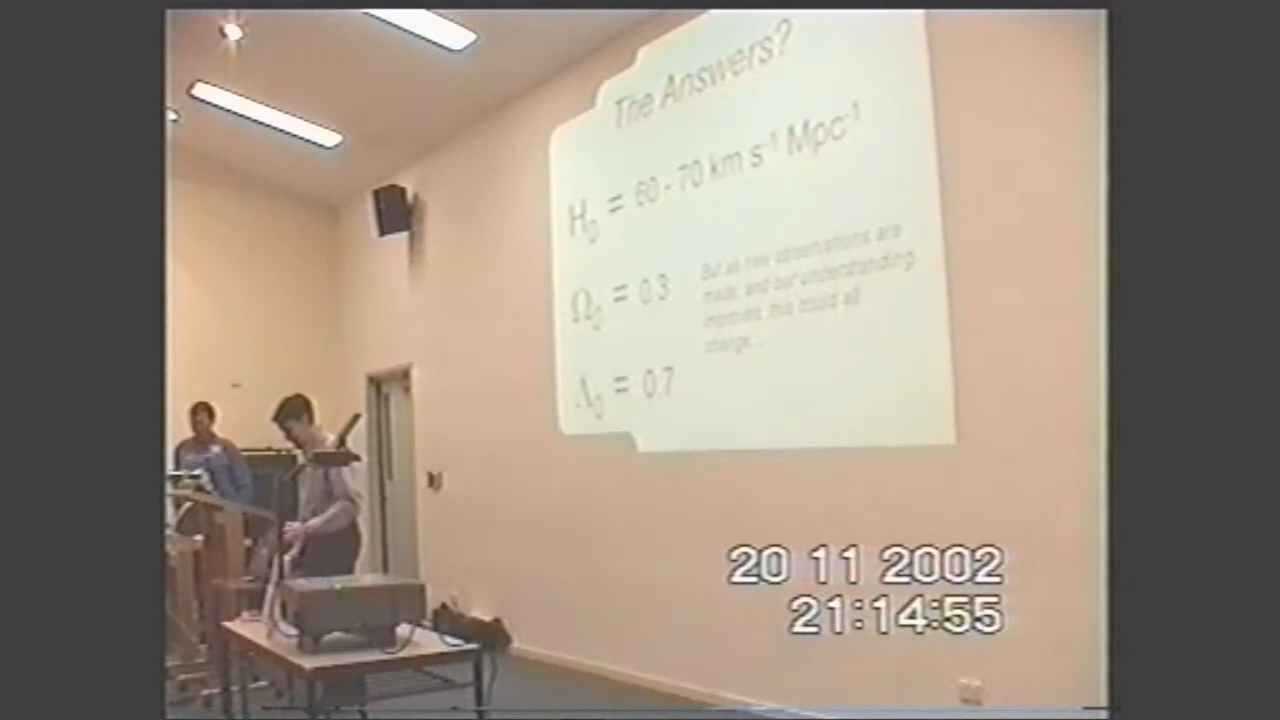 The Answers?
H₀ = 60 - 70 km s⁻¹ Mpc⁻¹
Ω₀ = 0.3
But as new observations are
made, and our understanding
improves, this could all
change...
Λ₀ = 0.7
20 11 2002
21:14:55